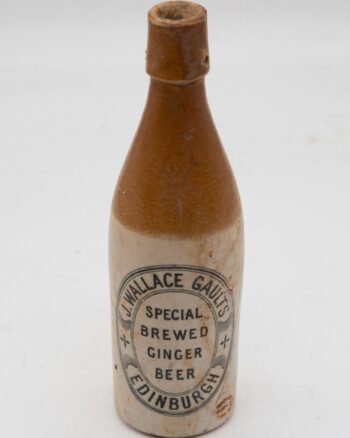 J. WALLACE GAULTS
SPECIAL
BREWED
GINGER
BEER
EDINBURGH